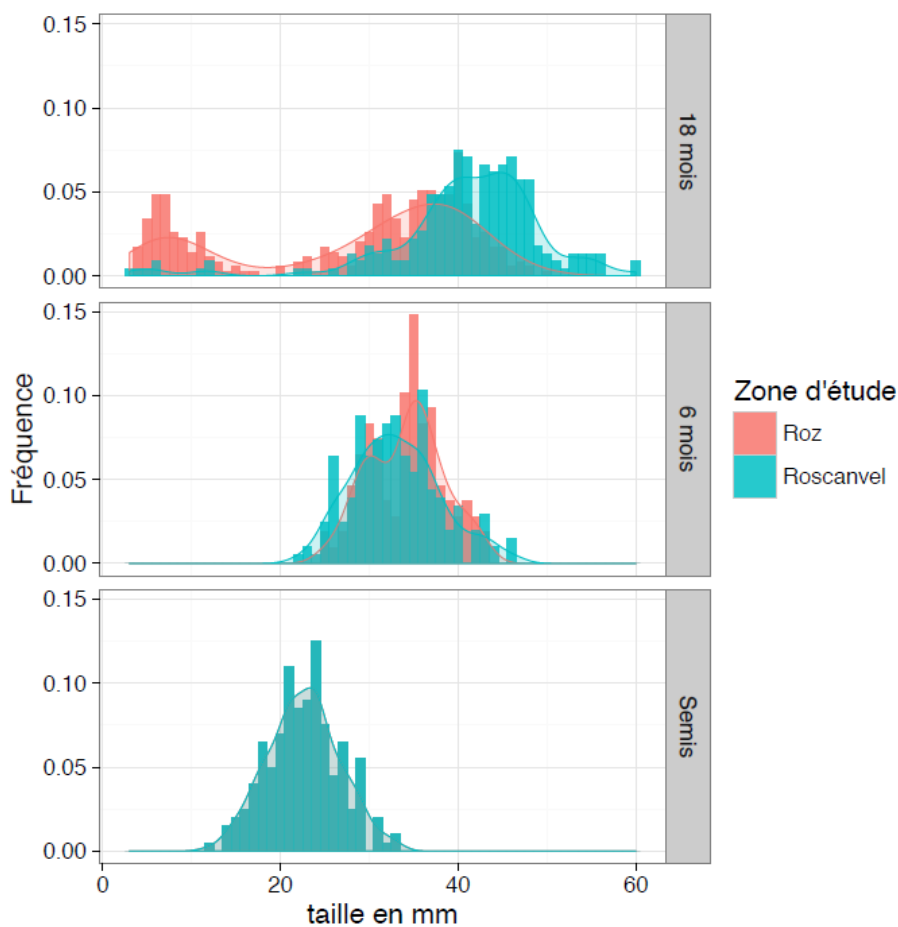 0.15
0.10
0.05
0.00
18 mois
0.15
0.10
0.05
0.00
6 mois
0.15
0.10
0.05
0.00
Semis
0 20 40 60
taille en mm
Fréquence
Zone d'étude
Roz
Roscanvel